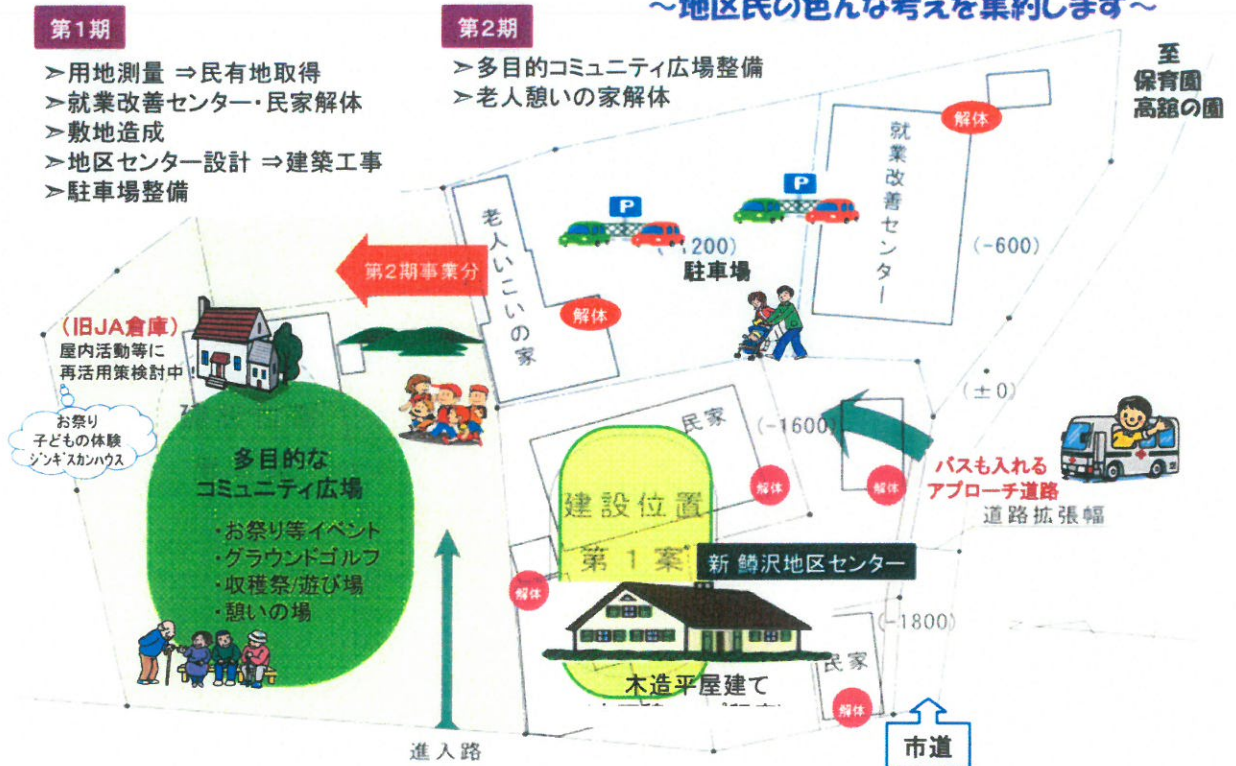 ～地区民の色んな考えを集約します～
第1期
➢用地測量 ⇒民有地取得
➢就業改善センター・民家解体
➢敷地造成
➢地区センター設計 ⇒建築工事
➢駐車場整備
第2期
➢多目的コミュニティ広場整備
➢老人憩いの家解体
至
保育園
高舘の園
解体
就業改善センター
P
P
老人いこいの家
1200)
駐車場
(-600)
第2期事業分
解体
(旧JA倉庫)
屋内活動等に
再活用策検討中
お祭り
子どもの体験
ジンギスカンハウス
(±0)
民家
(-1600)
解体
解体
バスも入れる
アプローチ道路
道路拡張幅
多目的な
コミュニティ広場
・お祭り等イベント
・グラウンドゴルフ
・収穫祭/遊び場
・憩いの場
建設位置
第1案
新 鱒沢地区センター
解体
(-1800)
民家
木造平屋建て
解体
進入路
市道